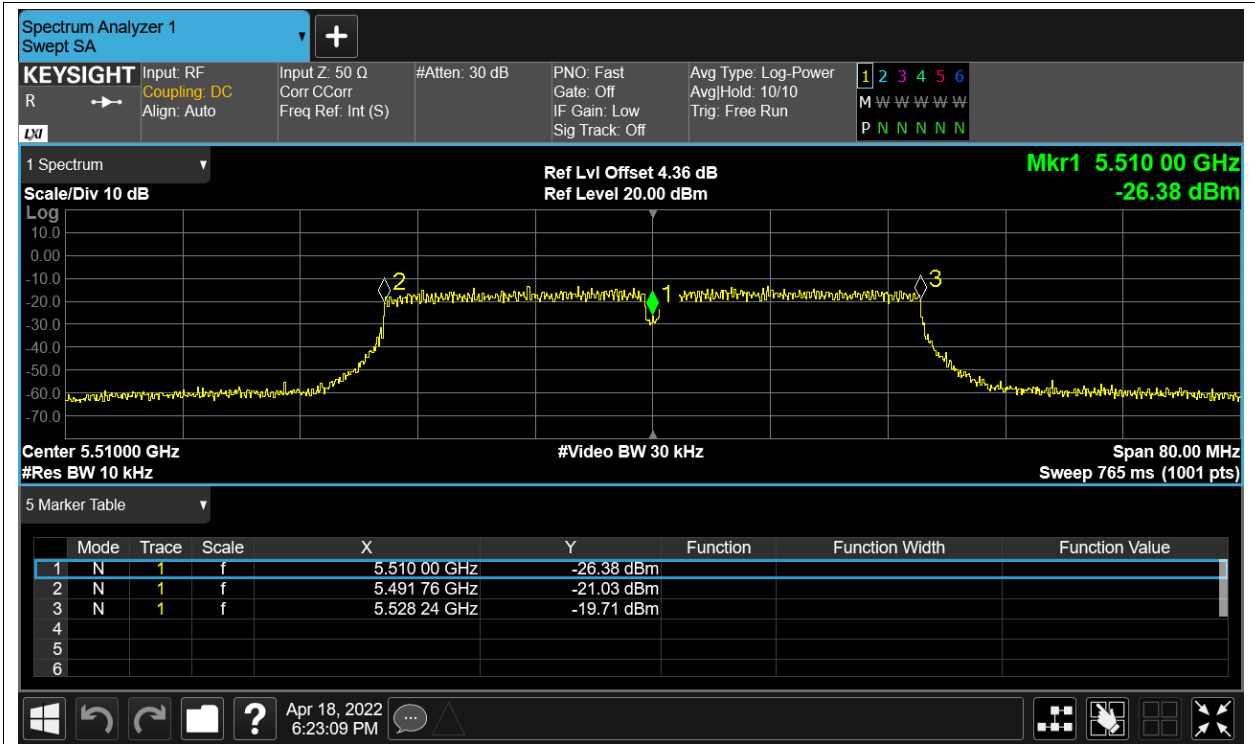 Spectrum Analyzer 1
Swept SA
KEYSIGHT Input: RF Input Z: 50 Ω #Atten: 30 dB PNO: Fast Avg Type: Log-Power 1 2 3 4 5 6
R Coupling: DC Corr CCorr Gate: Off Avg|Hold: 10/10 M W W W W W
Align: Auto Freq Ref: Int (S) IF Gain: Low Trig: Free Run
LXI Sig Track: Off P N N N N N
1 Spectrum Ref Lvl Offset 4.36 dB Mkr1 5.510 00 GHz
Scale/Div 10 dB Ref Level 20.00 dBm -26.38 dBm
Log
10.0
0.00
-10.0 2 3
-20.0 1
-30.0
-40.0
-50.0
-60.0
-70.0
Center 5.51000 GHz #Video BW 30 kHz Span 80.00 MHz
#Res BW 10 kHz Sweep 765 ms (1001 pts)
5 Marker Table
Mode Trace Scale X Y Function Function Width Function Value
1 N 1 f 5.510 00 GHz -26.38 dBm
2 N 1 f 5.491 76 GHz -21.03 dBm
3 N 1 f 5.528 24 GHz -19.71 dBm
4
5
6
? Apr 18, 2022
6:23:09 PM